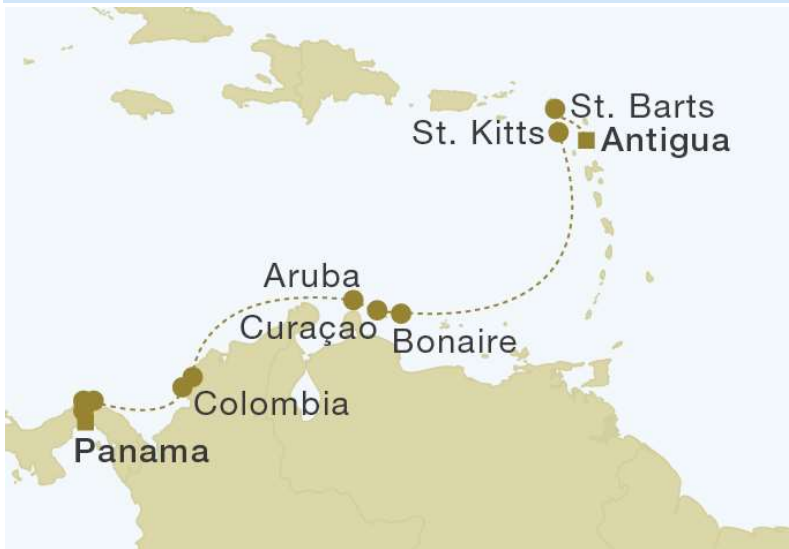 St. Barts
St. Kitts
Antigua
Aruba
Curaçao
Bonaire
Colombia
Panama